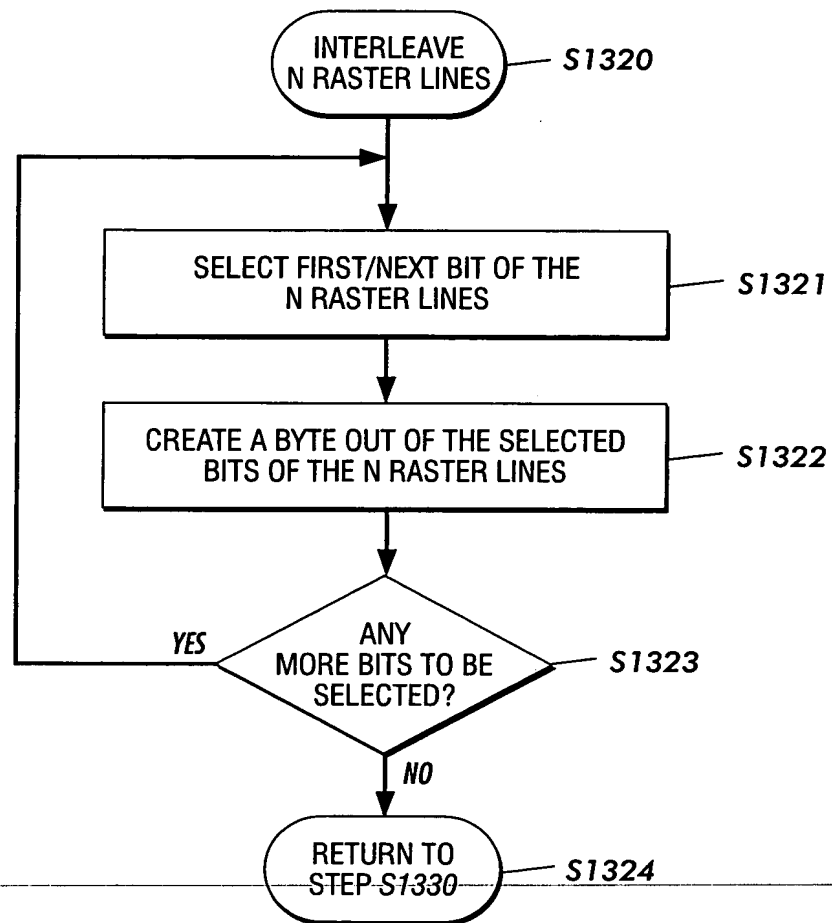 INTERLEAVE
N RASTER LINES
S1320
SELECT FIRST/NEXT BIT OF THE
N RASTER LINES
S1321
CREATE A BYTE OUT OF THE SELECTED
BITS OF THE N RASTER LINES
S1322
YES
ANY
MORE BITS TO BE
SELECTED?
S1323
NO
RETURN TO
STEP S1330
S1324